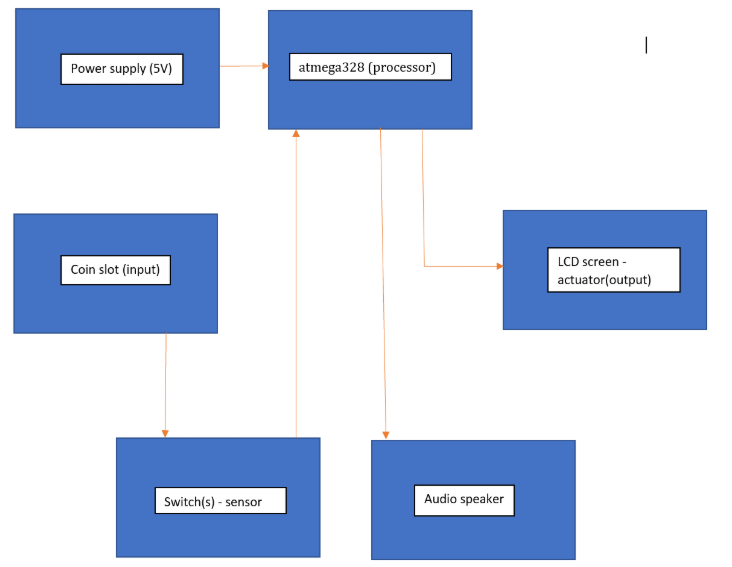 Power supply (5V)
atmega328 (processor)
Coin slot (input)
LCD screen -
actuator(output)
Switch(s) - sensor
Audio speaker